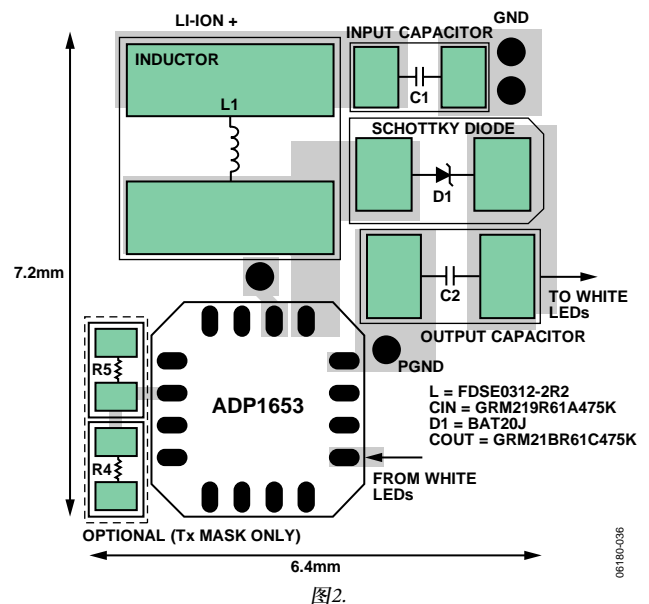 LI-ION +
GND
INPUT CAPACITOR
INDUCTOR
C1
L1
SCHOTTKY DIODE
D1
7.2mm
C2
TO WHITE
LEDs
OUTPUT CAPACITOR
PGND
R5
ADP1653
L = FDSE0312-2R2
CIN = GRM219R61A475K
D1 = BAT20J
COUT = GRM21BR61C475K
R4
FROM WHITE
LEDs
OPTIONAL (Tx MASK ONLY)
6.4mm
06180-036
图2.